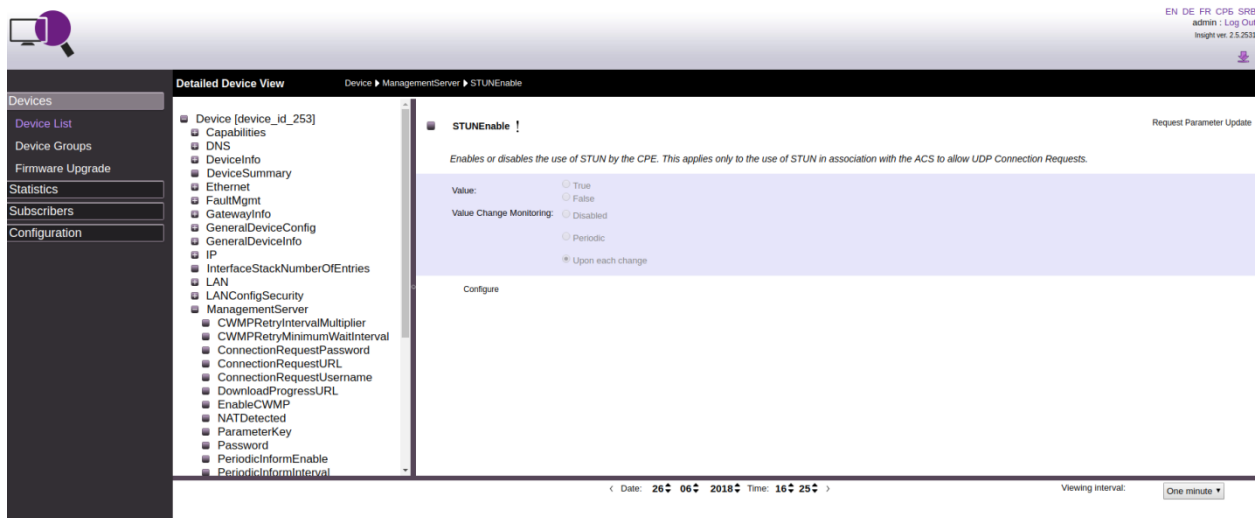 EN DE FR СРБ SRB
admin : Log Out
Insight ver. 2.5.2531
Detailed Device View
Device ManagementServer STUNEnable
Devices
Device List
Device Groups
Firmware Upgrade
Statistics
Subscribers
Configuration
Device [device_id_253]
Capabilities
DNS
DeviceInfo
DeviceSummary
Ethernet
FaultMgmt
GatewayInfo
GeneralDeviceConfig
GeneralDeviceInfo
IP
InterfaceStackNumberOfEntries
LAN
LANConfigSecurity
ManagementServer
CWMPRetryIntervalMultiplier
CWMPRetryMinimumWaitInterval
ConnectionRequestPassword
ConnectionRequestURL
ConnectionRequestUsername
DownloadProgressURL
EnableCWMP
NATDetected
ParameterKey
Password
PeriodicInformEnable
PeriodicInformInterval
STUNEnable !
Request Parameter Update
Enables or disables the use of STUN by the CPE. This applies only to the use of STUN in association with the ACS to allow UDP Connection Requests.
Value:
True
False
Value Change Monitoring:
Disabled
Periodic
Upon each change
Configure
< Date: 26 06 2018 Time: 16 25 >
Viewing interval:
One minute